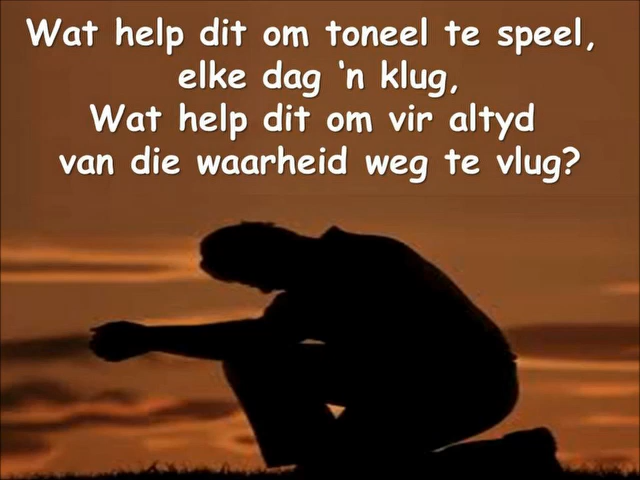 Wat help dit om toneel te speel,
elke dag ‘n klug,
Wat help dit om vir altyd
van die waarheid weg te vlug?